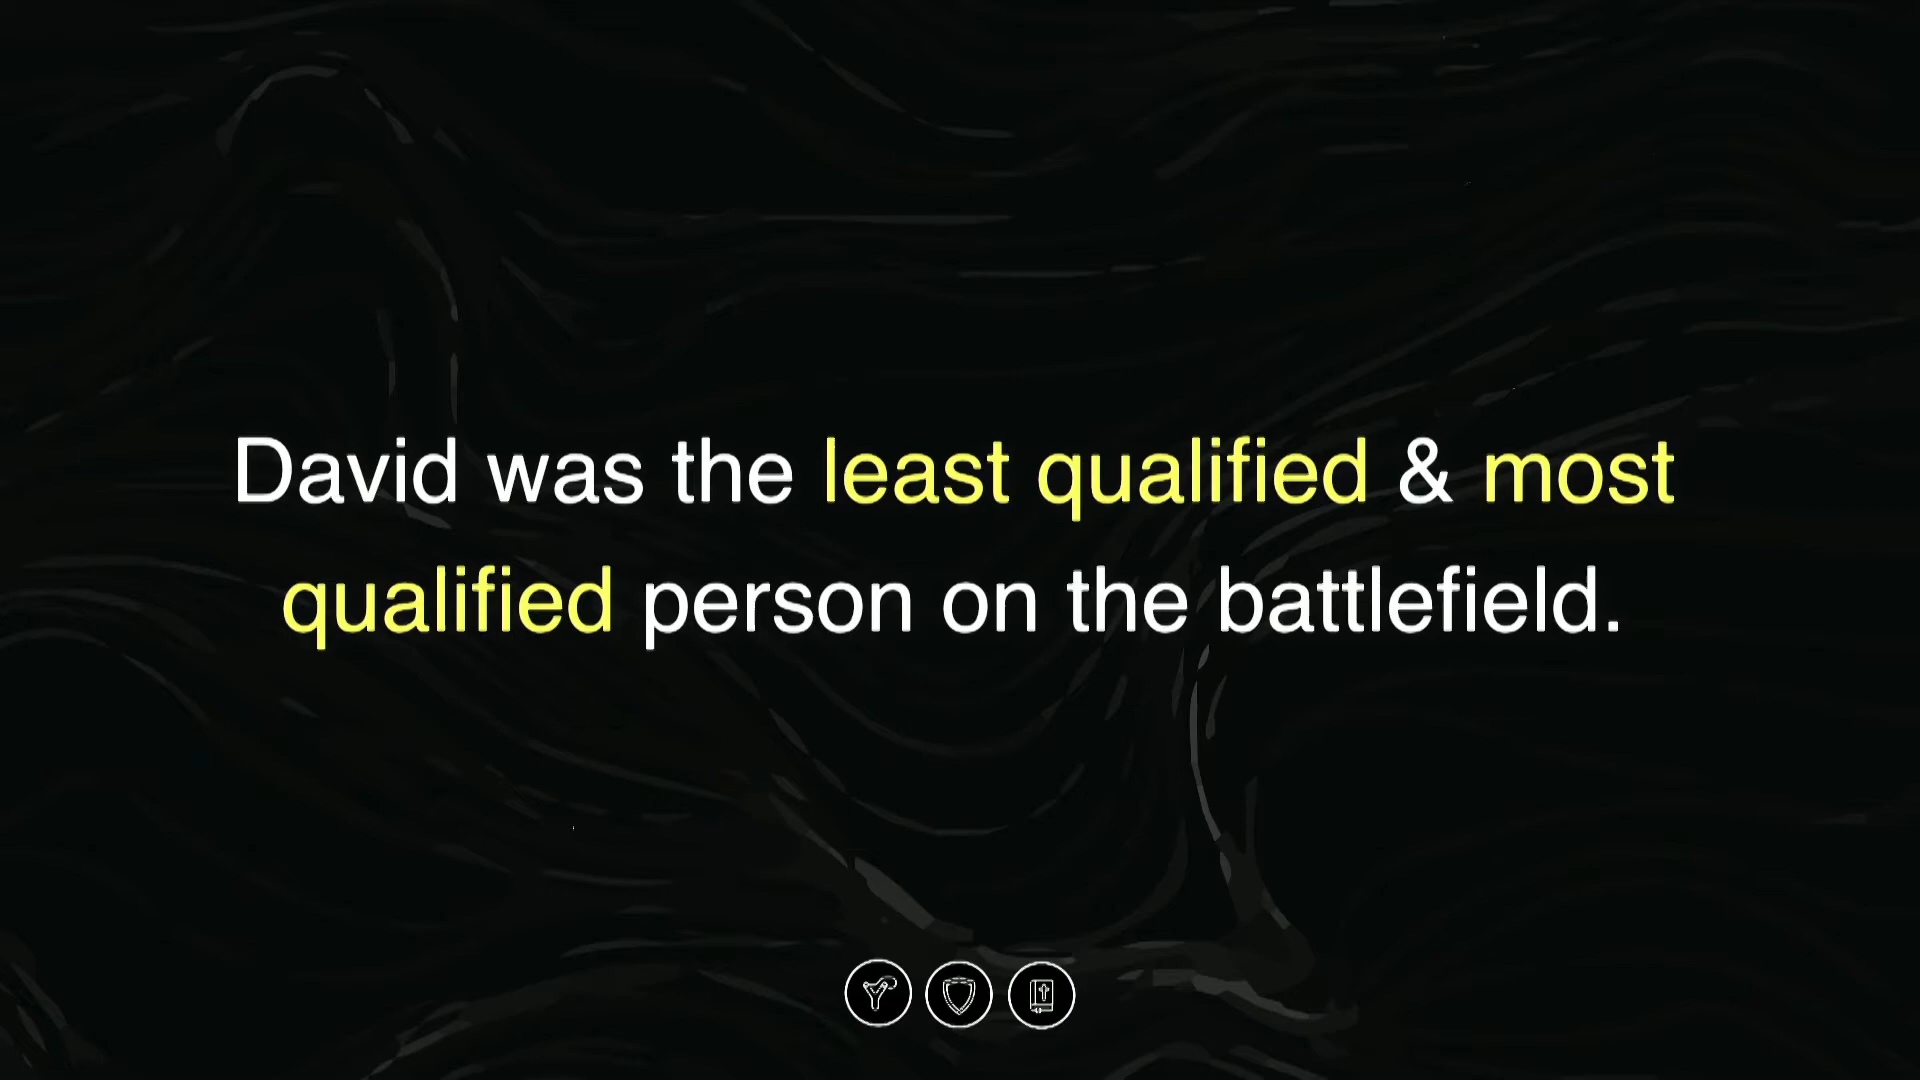 David was the least qualified & most
qualified person on the battlefield.